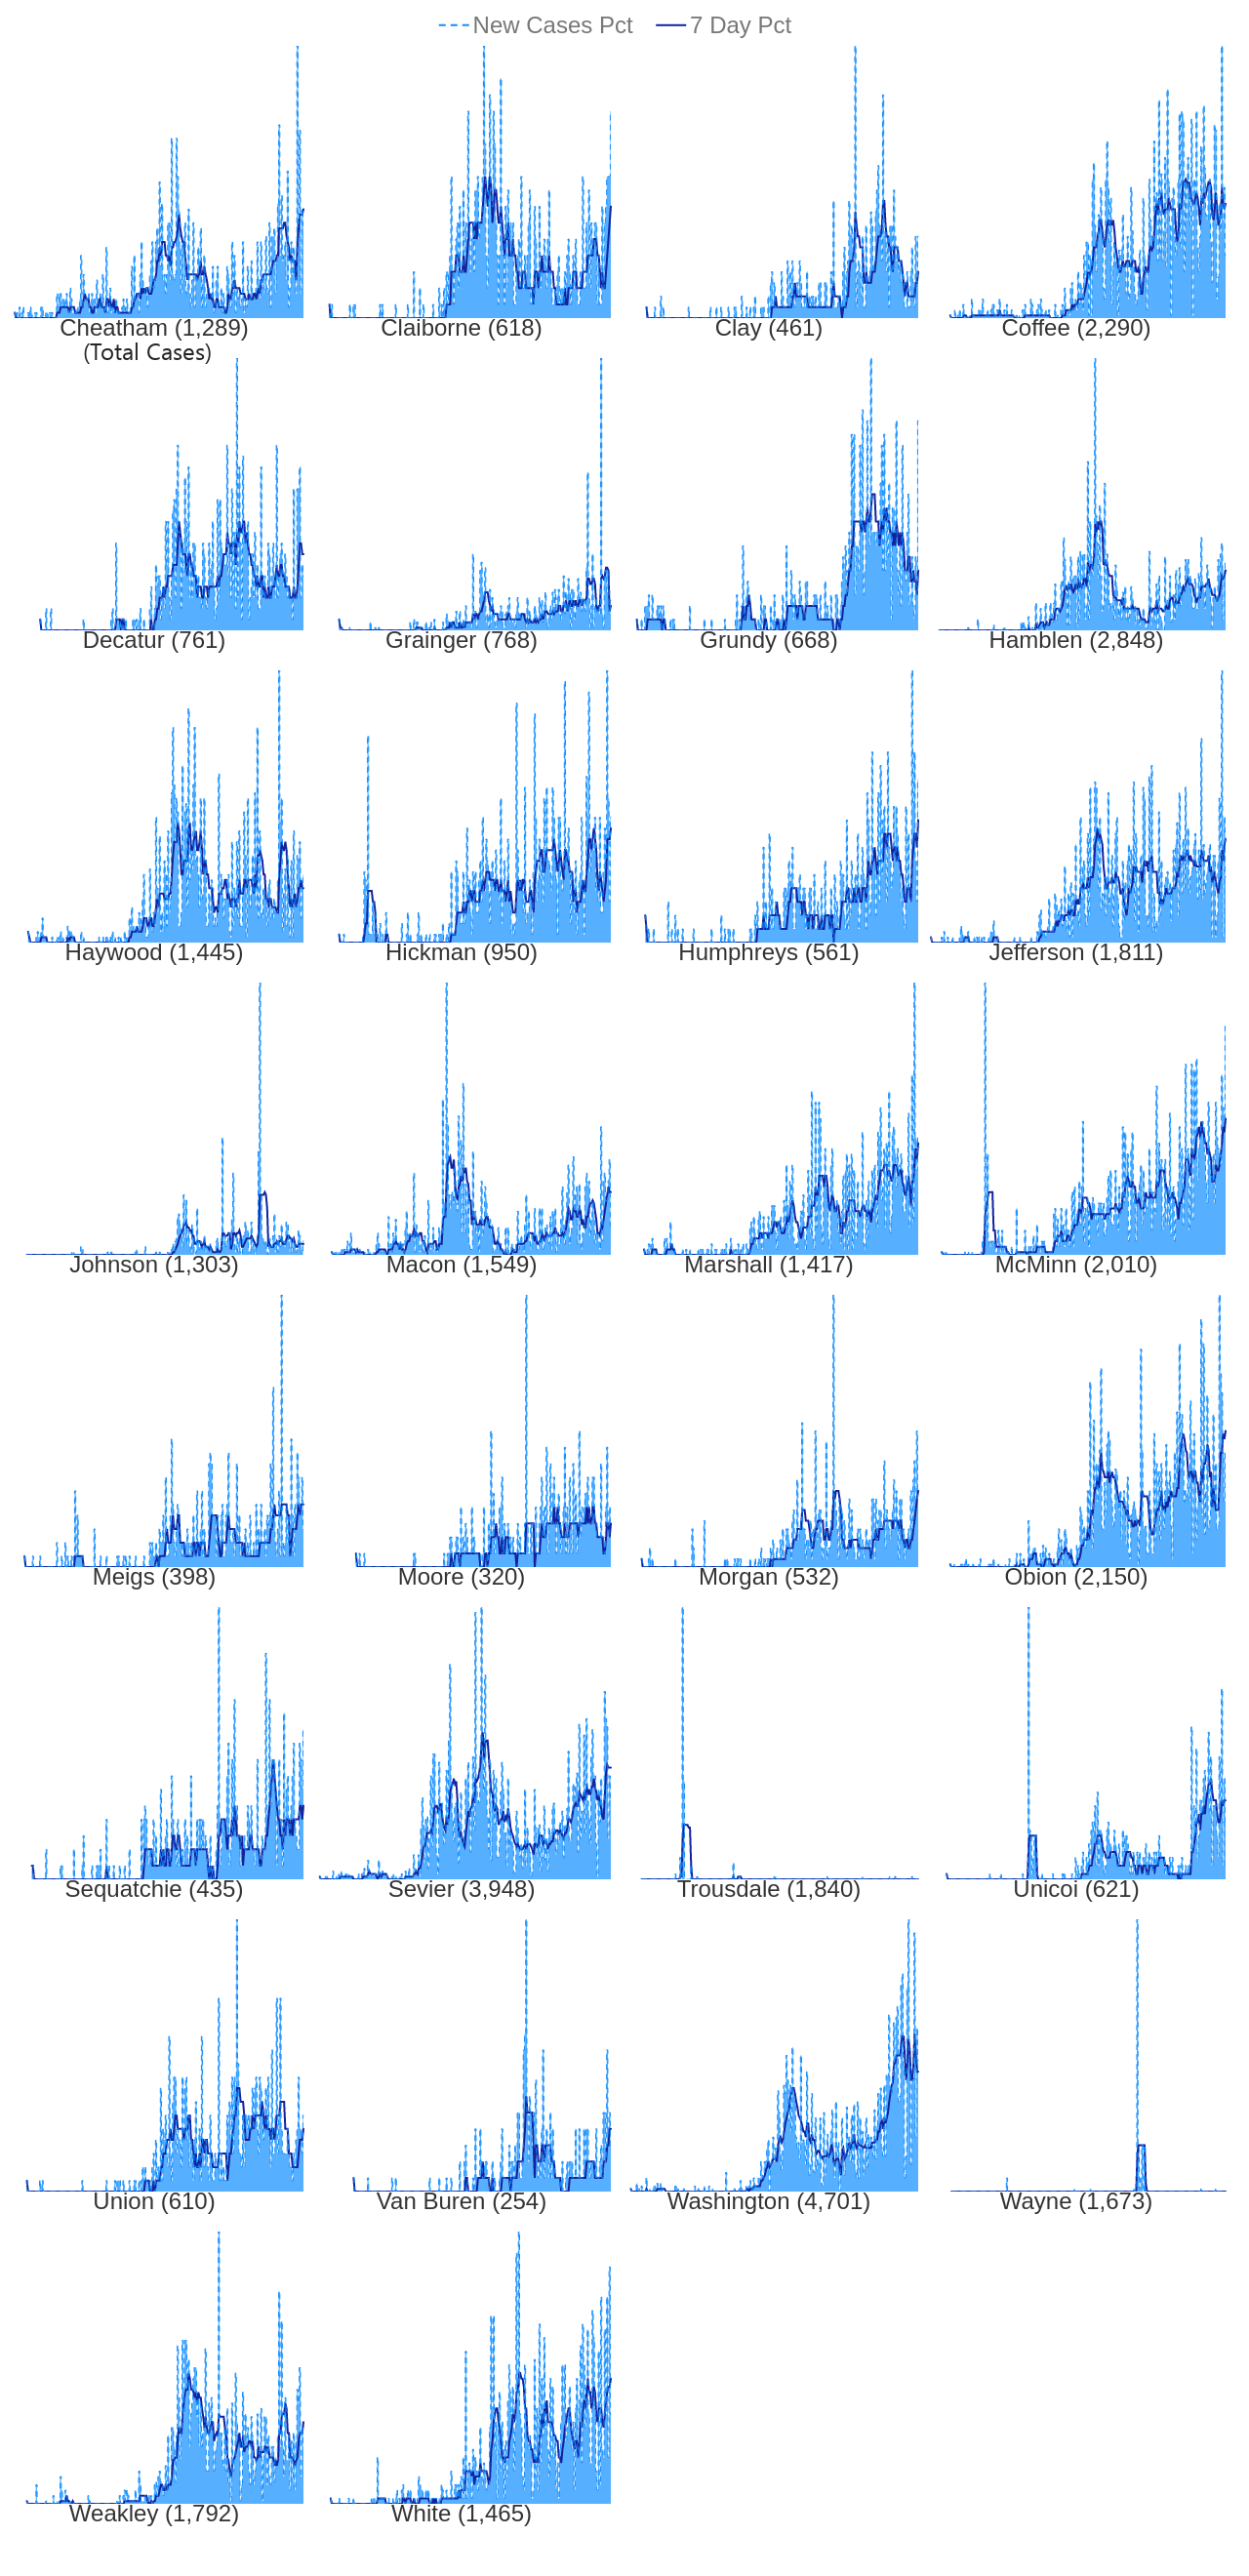 New Cases Pct 7 Day Pct
Cheatham (1,289) Claiborne (618) Clay (461) Coffee (2,290)
(Total Cases)
Decatur (761) Grainger (768) Grundy (668) Hamblen (2,848)
Haywood (1,445) Hickman (950) Humphreys (561) Jefferson (1,811)
Johnson (1,303) Macon (1,549) Marshall (1,417) McMinn (2,010)
Meigs (398) Moore (320) Morgan (532) Obion (2,150)
Sequatchie (435) Sevier (3,948) Trousdale (1,840) Unicoi (621)
Union (610) Van Buren (254) Washington (4,701) Wayne (1,673)
Weakley (1,792) White (1,465)